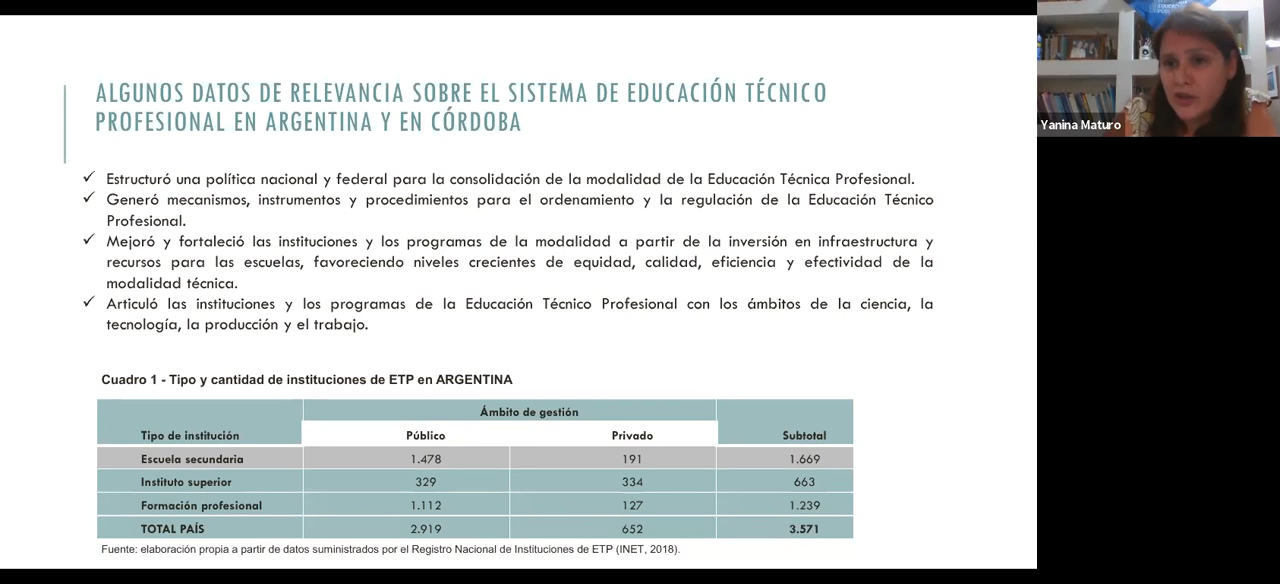 ALGUNOS DATOS DE RELEVANCIA SOBRE EL SISTEMA DE EDUCACIÓN TÉCNICO
PROFESIONAL EN ARGENTINA Y EN CÓRDOBA
✓ Estructuró una política nacional y federal para la consolidación de la modalidad de la Educación Técnica Profesional.
✓ Generó mecanismos, instrumentos y procedimientos para el ordenamiento y la regulación de la Educación Técnico
Profesional.
✓ Mejoró y fortaleció las instituciones y los programas de la modalidad a partir de la inversión en infraestructura y
recursos para las escuelas, favoreciendo niveles crecientes de equidad, calidad, eficiencia y efectividad de la
modalidad técnica.
✓ Articuló las instituciones y los programas de la Educación Técnico Profesional con los ámbitos de la ciencia, la
tecnología, la producción y el trabajo.
Cuadro 1 - Tipo y cantidad de instituciones de ETP en ARGENTINA
Ámbito de gestión
Tipo de institución Público Privado Subtotal
Escuela secundaria 1.478 191 1.669
Instituto superior 329 334 663
Formación profesional 1.112 127 1.239
TOTAL PAÍS 2.919 652 3.571
Fuente: elaboración propia a partir de datos suministrados por el Registro Nacional de Instituciones de ETP (INET, 2018).
Yanina Maturo